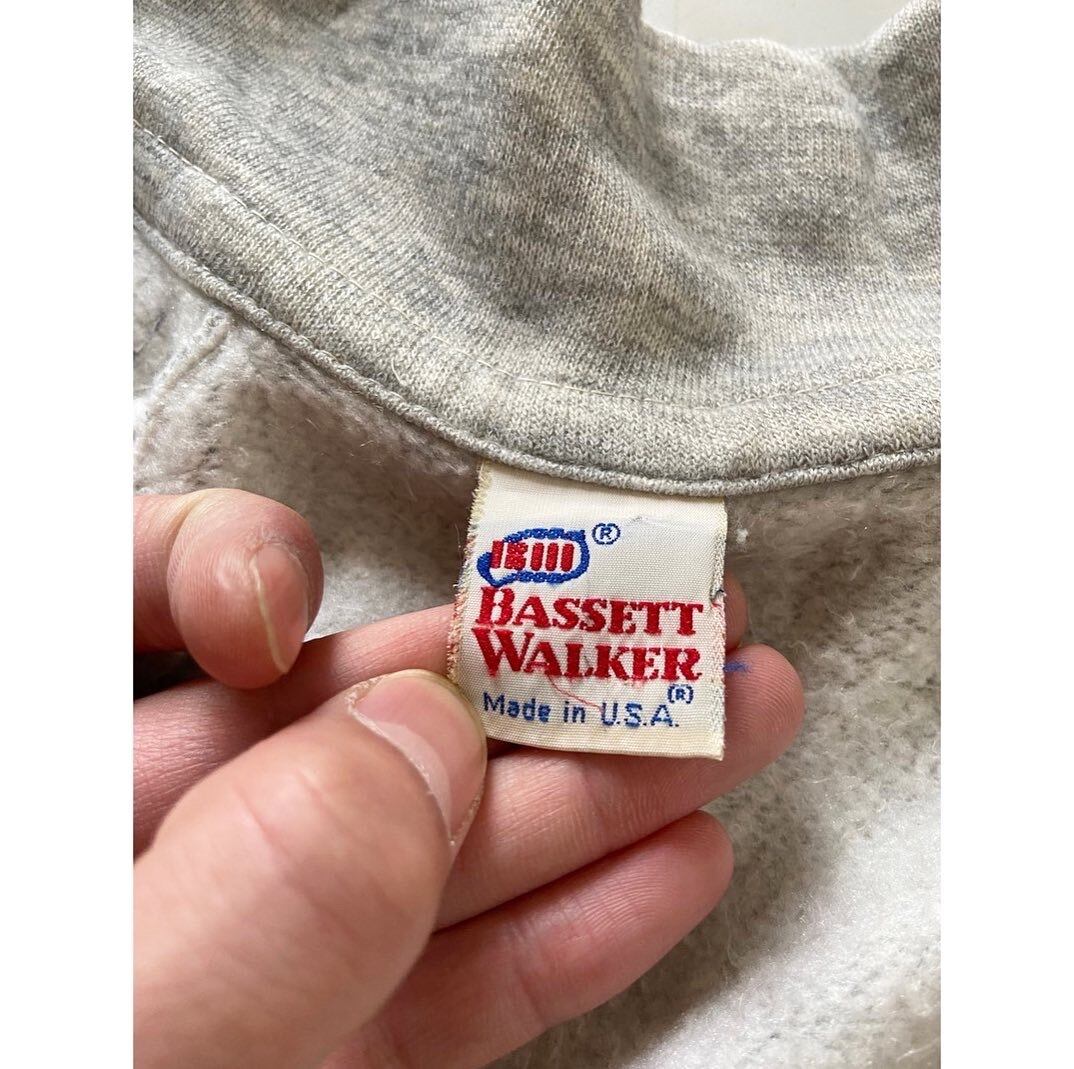 ®
BASSETT
WALKER
®
Made in U.S.A.